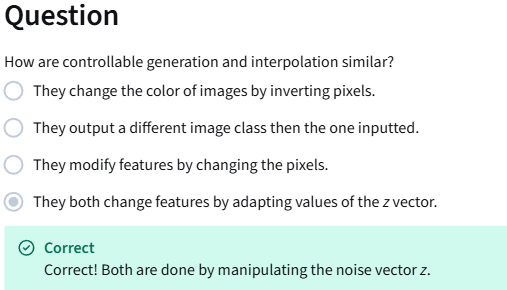 Question
How are controllable generation and interpolation similar?
They change the color of images by inverting pixels.
They output a different image class then the one inputted.
They modify features by changing the pixels.
They both change features by adapting values of the z vector.
Correct
Correct! Both are done by manipulating the noise vector z.